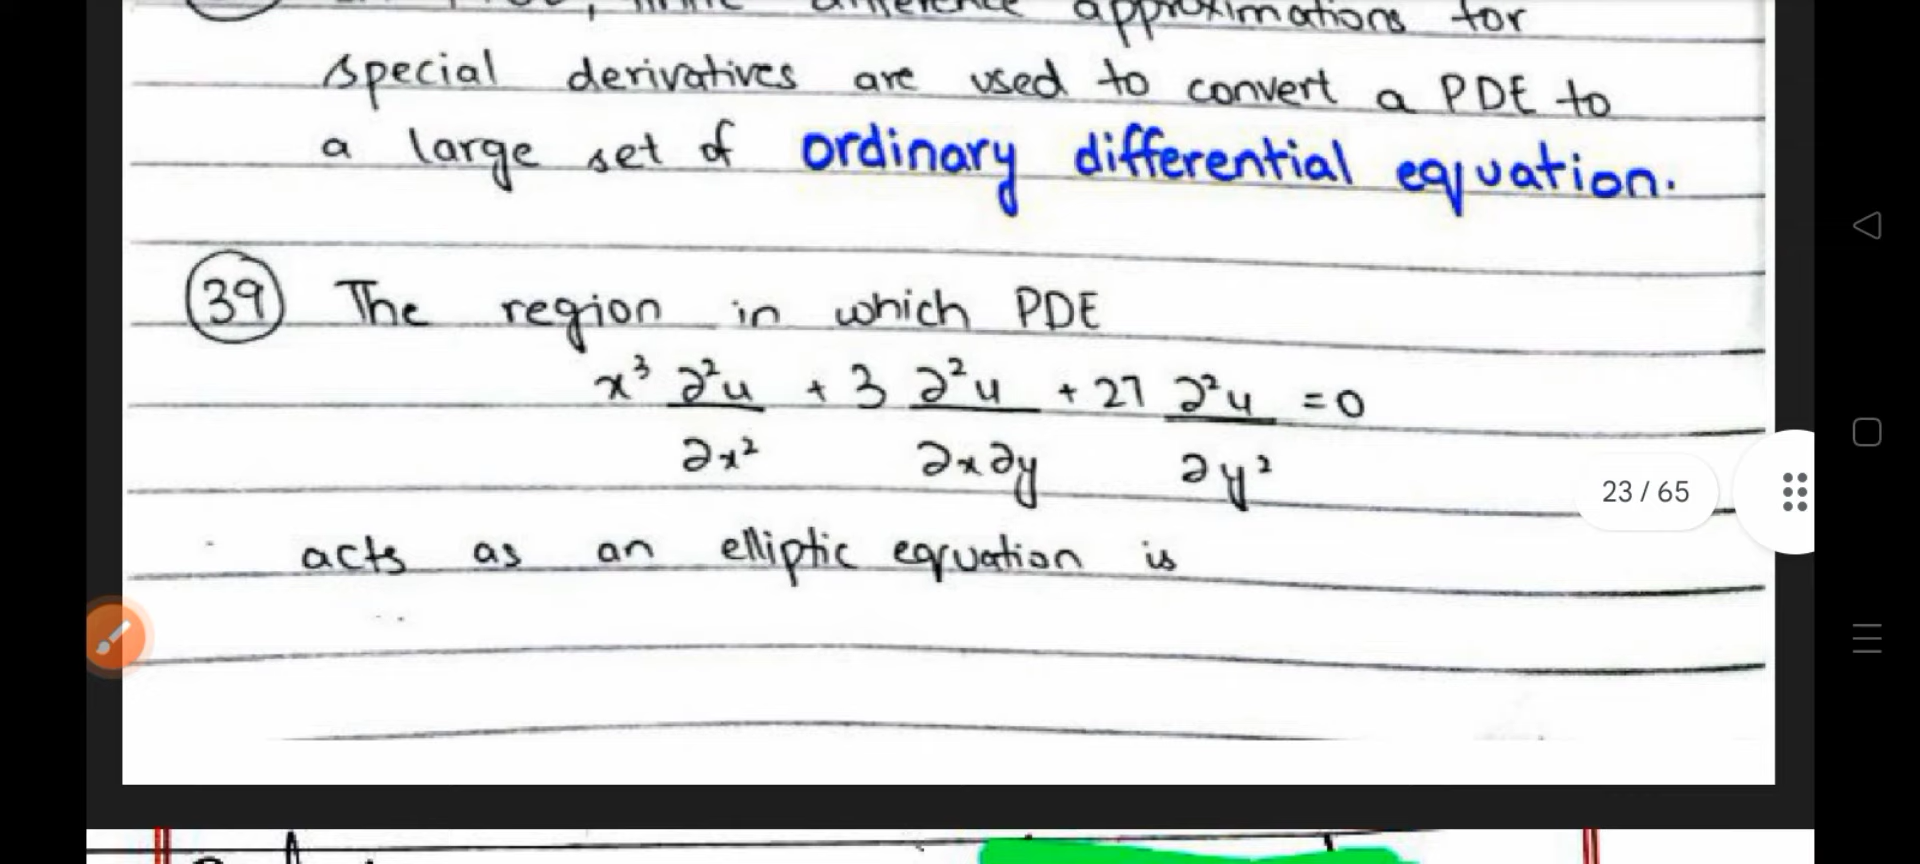 difference approximations for
special derivatives are used to convert a PDE to
a large set of ordinary differential equation.
39 The region in which PDE
x³ ∂²u/∂x² + 3 ∂²u/∂x∂y + 27 ∂²u/∂y² = 0
23 / 65
acts as an elliptic equation is